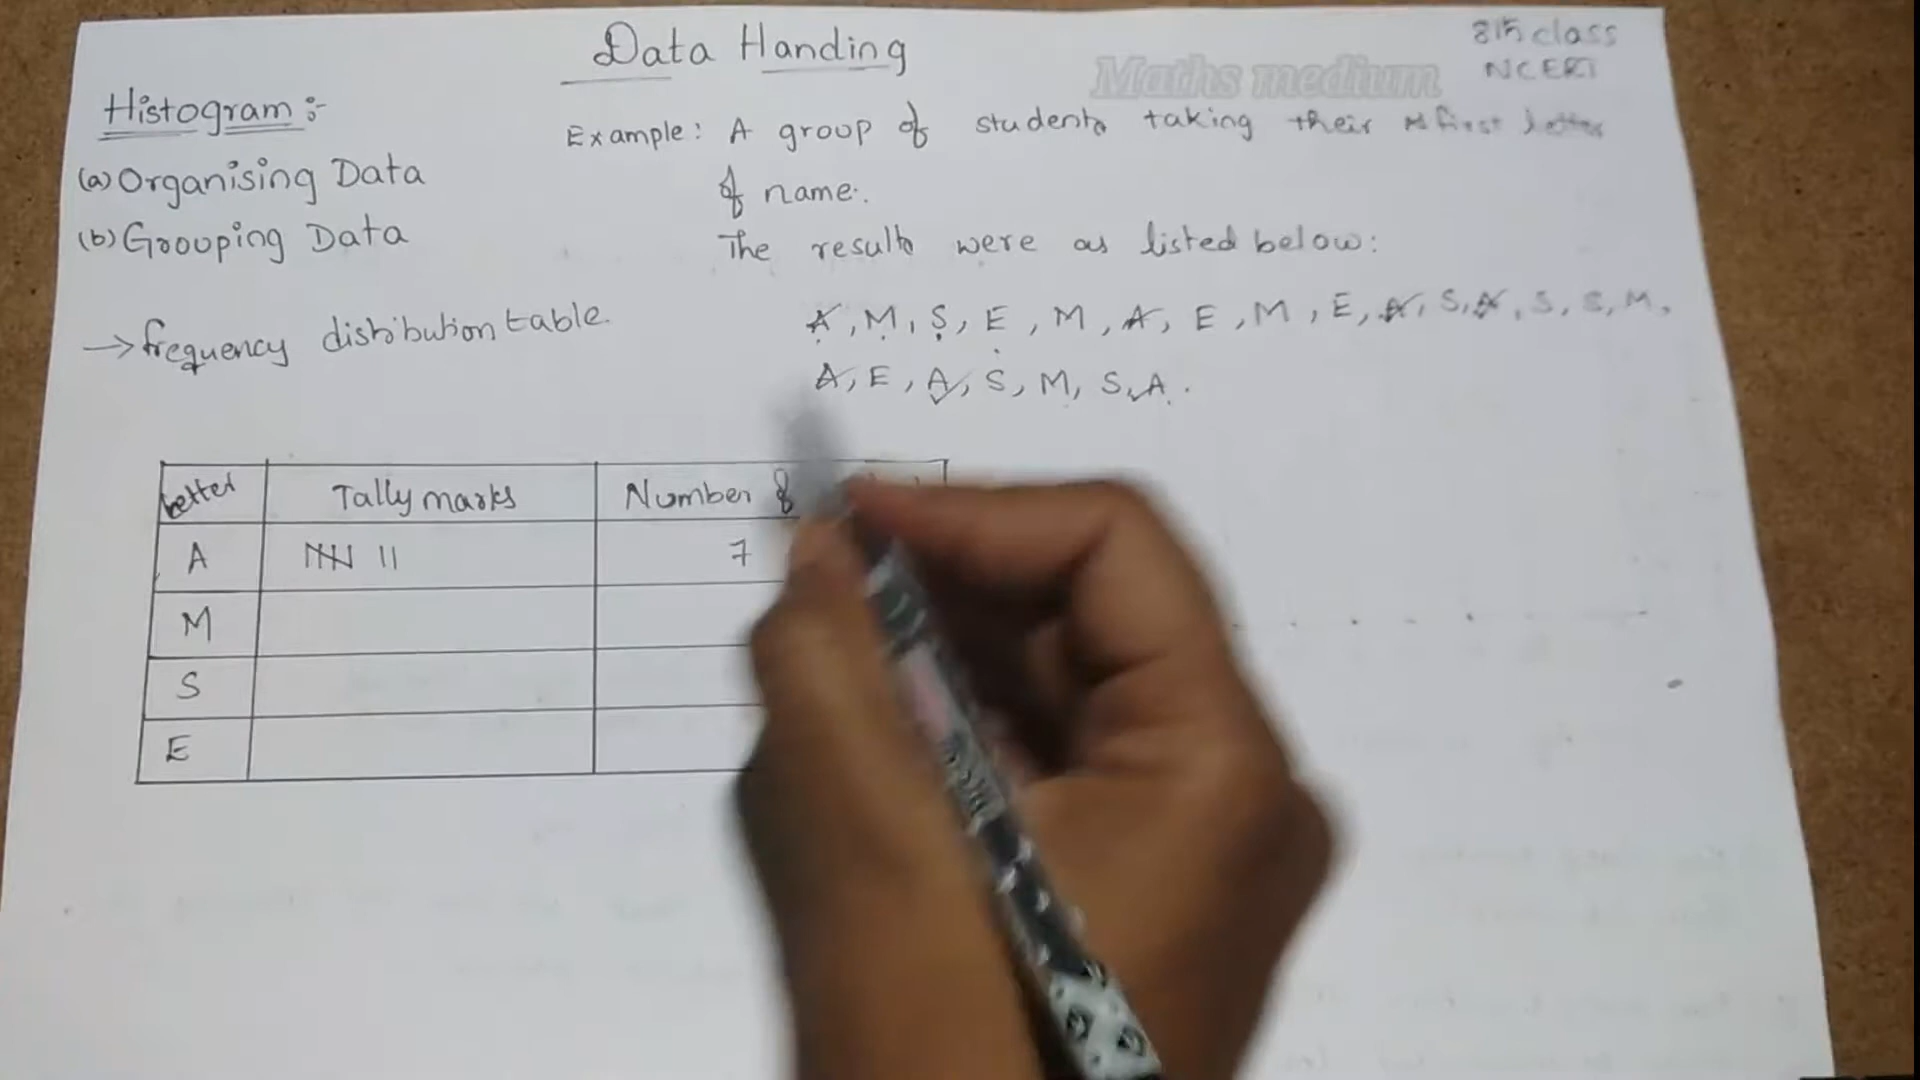 Data Handing
8th class
NCERT
Maths medium
Histogram :-
(a) Organising Data
(b) Grouping Data
→ frequency distribution table.
Example: A group of students taking their first letter
of name.
The results were as listed below:
A, M, S, E, M, A, E, M, E, A, S, A, S, S, M,
A, E, A, S, M, S, A.
Letter Tally marks Number of
A 𝍸 || 7
M
S
E